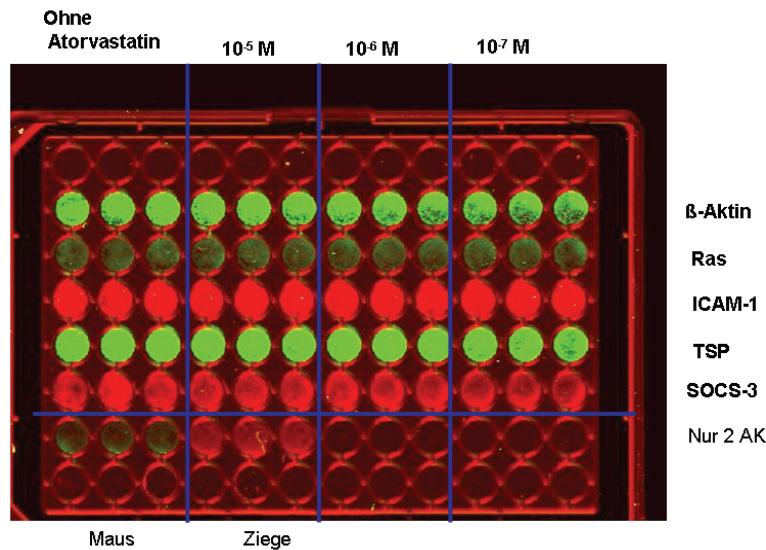 Ohne
Atorvastatin
10⁻⁵ M
10⁻⁶ M
10⁻⁷ M
ß-Aktin
Ras
ICAM-1
TSP
SOCS-3
Nur 2 AK
Maus
Ziege